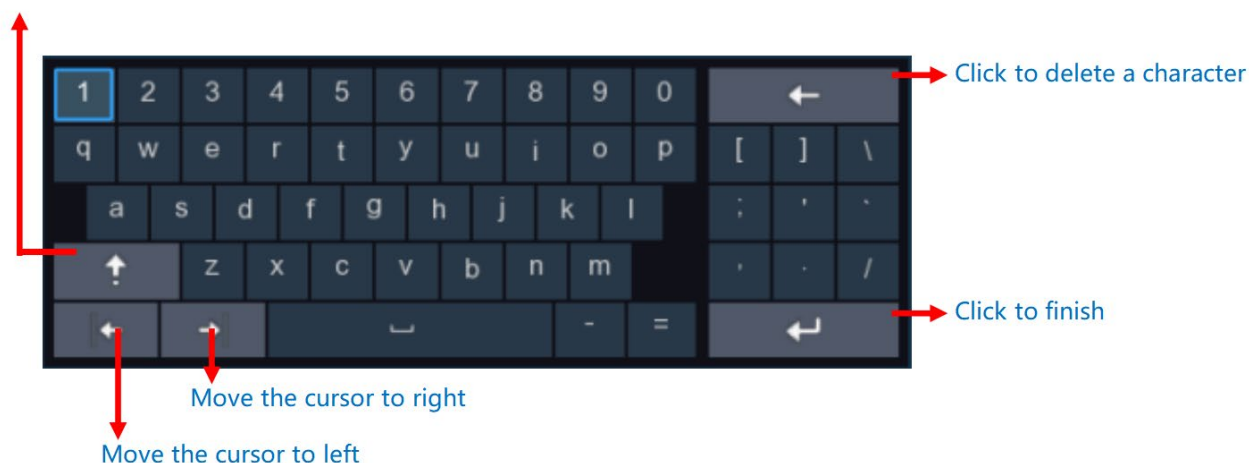 1 2 3 4 5 6 7 8 9 0 ← Click to delete a character
q w e r t y u i o p [ ] \
a s d f g h j k l ; ' `
z x c v b n m , . /
- = Click to finish
Move the cursor to right
Move the cursor to left